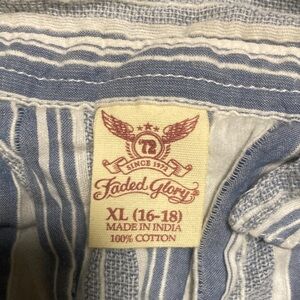 72
SINCE 1972
Faded Glory
XL (16-18)
MADE IN INDIA
100% COTTON